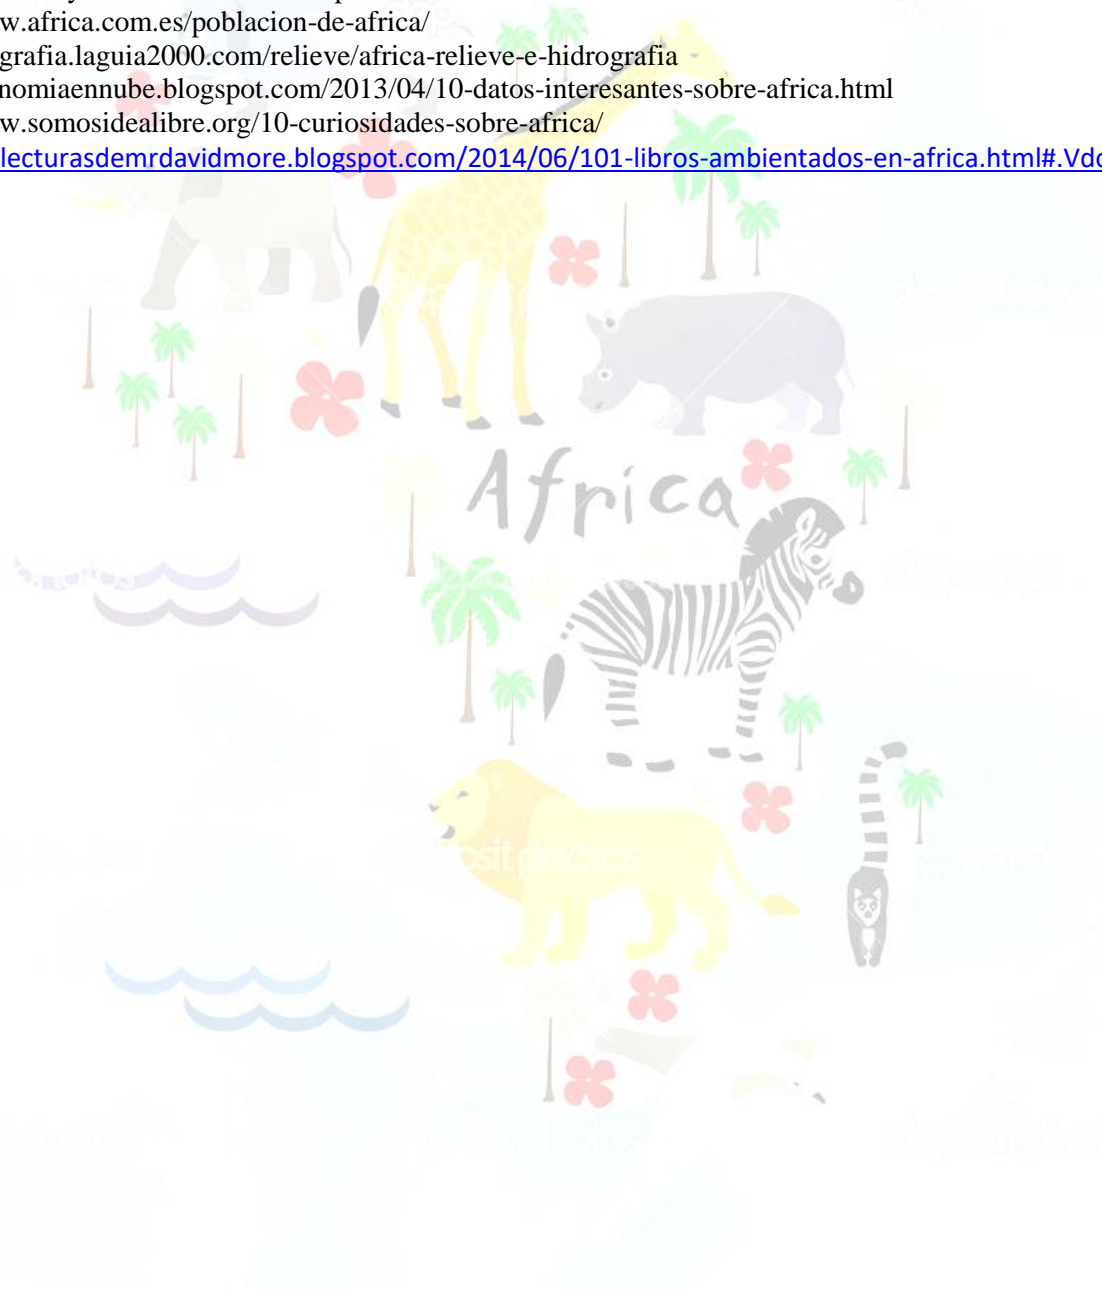 w.africa.com.es/poblacion-de-africa/
grafia.laguia2000.com/relieve/africa-relieve-e-hidrografia
nomiaennube.blogspot.com/2013/04/10-datos-interesantes-sobre-africa.html
w.somosidealibre.org/10-curiosidades-sobre-africa/
lecturasdemrdavidmore.blogspot.com/2014/06/101-libros-ambientados-en-africa.html#.Vdc
Africa